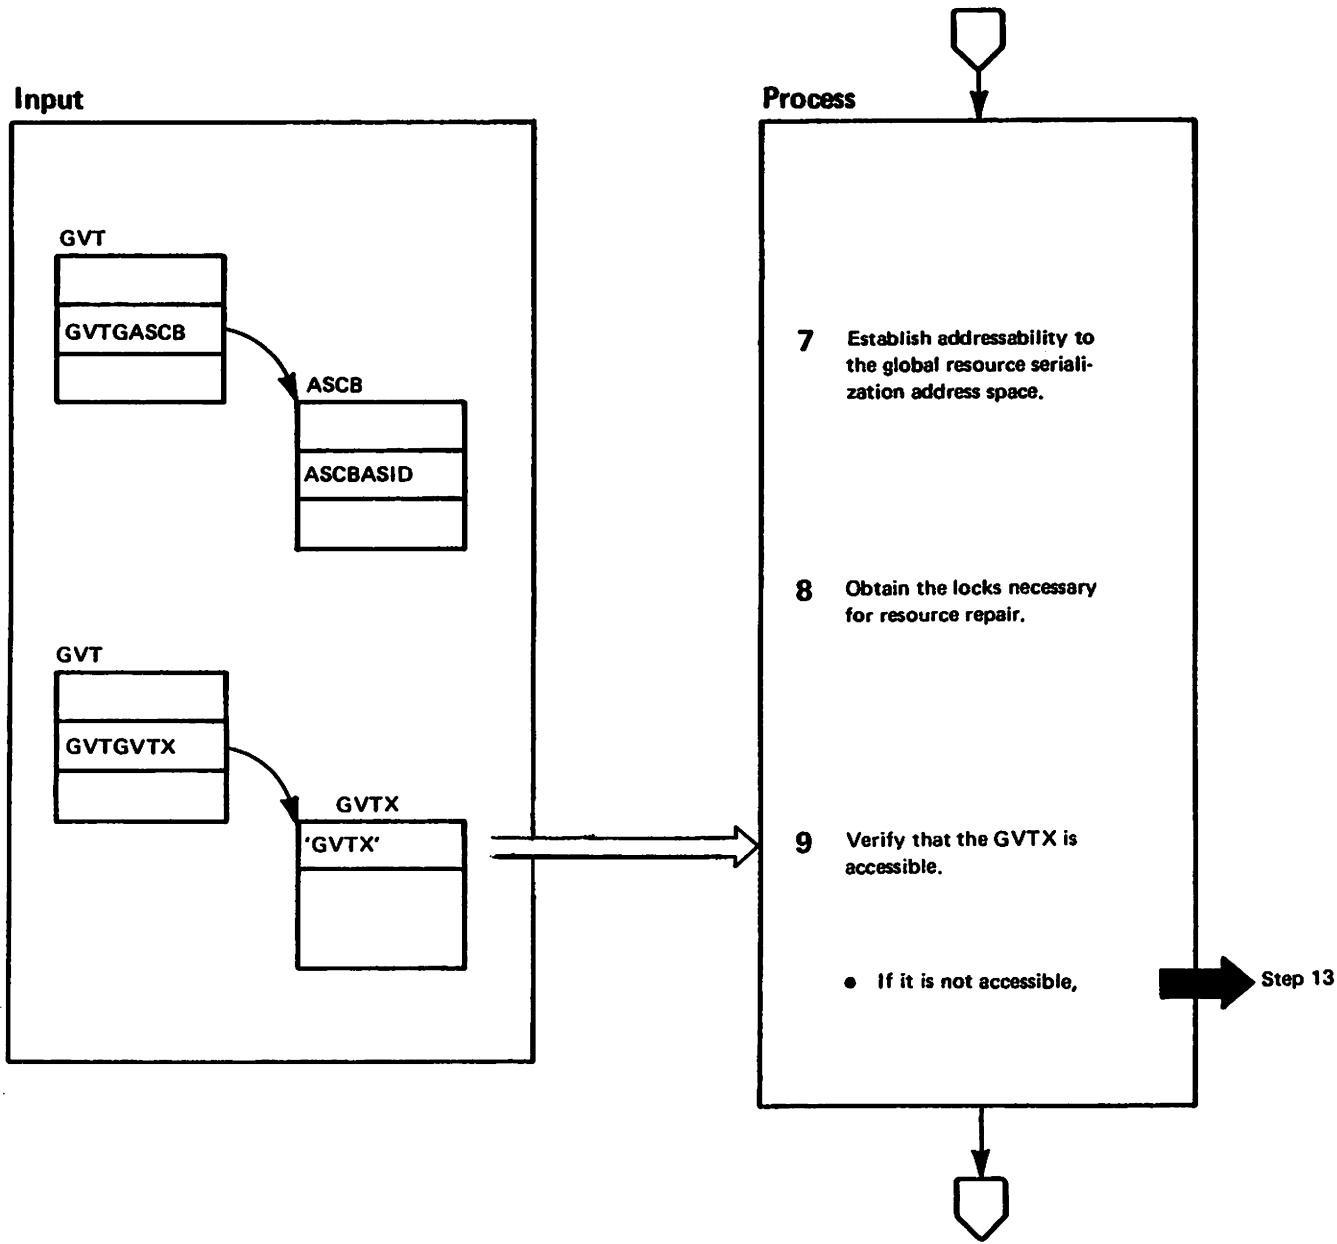 Input
GVT
GVTGASCB
ASCB
ASCBASID
GVT
GVTGVTX
GVTX
'GVTX'
Process
7 Establish addressability to
the global resource seriali-
zation address space.
8 Obtain the locks necessary
for resource repair.
9 Verify that the GVTX is
accessible.
• If it is not accessible,
Step 13